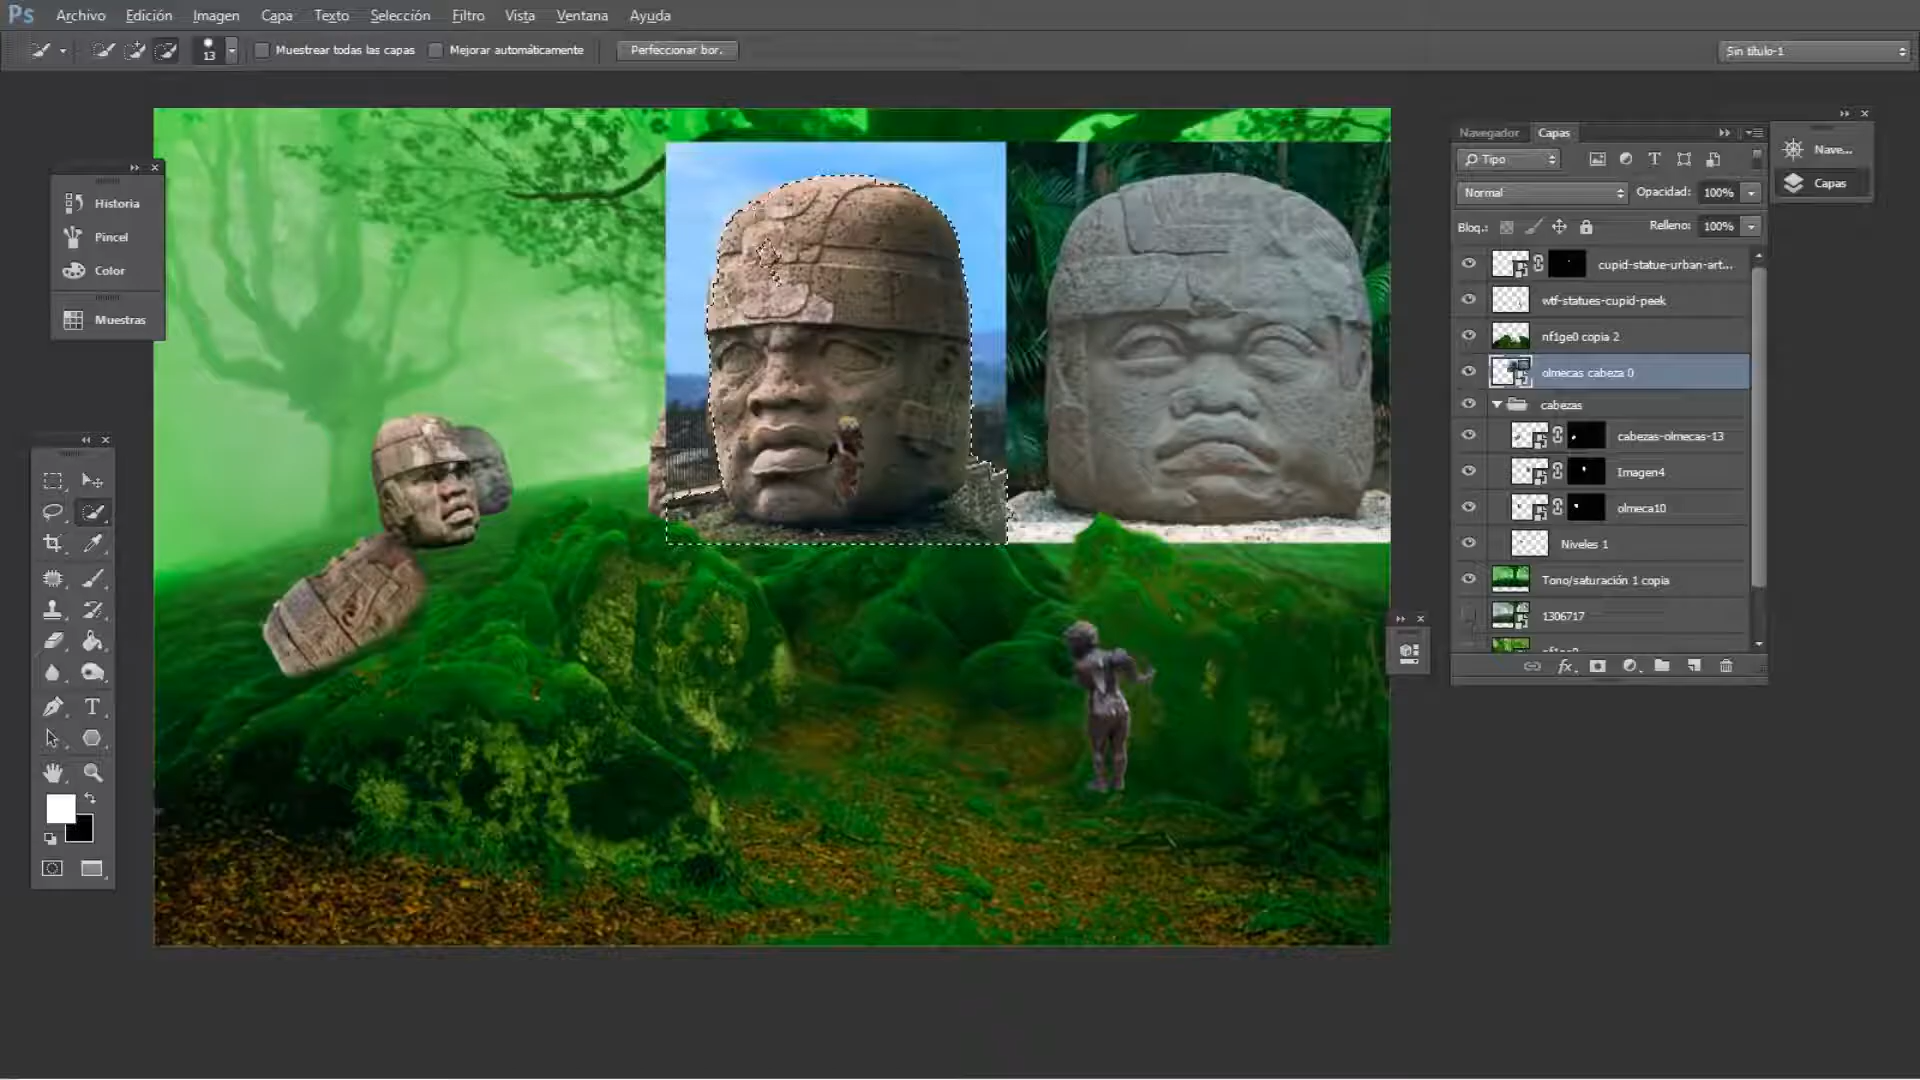 Ps Archivo Edición Imagen Capa Texto Selección Filtro Vista Ventana Ayuda
13 Muestrear todas las capas Mejorar automáticamente Perfeccionar bor. Sin título-1
Historia
Pincel
Color
Muestras
Navegador Capas
Tipo
Normal Opacidad: 100%
Bloq.: Relleno: 100%
cupid-statue-urban-art...
wtf-statues-cupid-peek
nf1ge0 copia 2
olmecas cabeza 0
cabezas
cabezas-olmecas-13
Imagen4
olmeca10
Niveles 1
Tono/saturación 1 copia
1306717
fx
Nave...
Capas